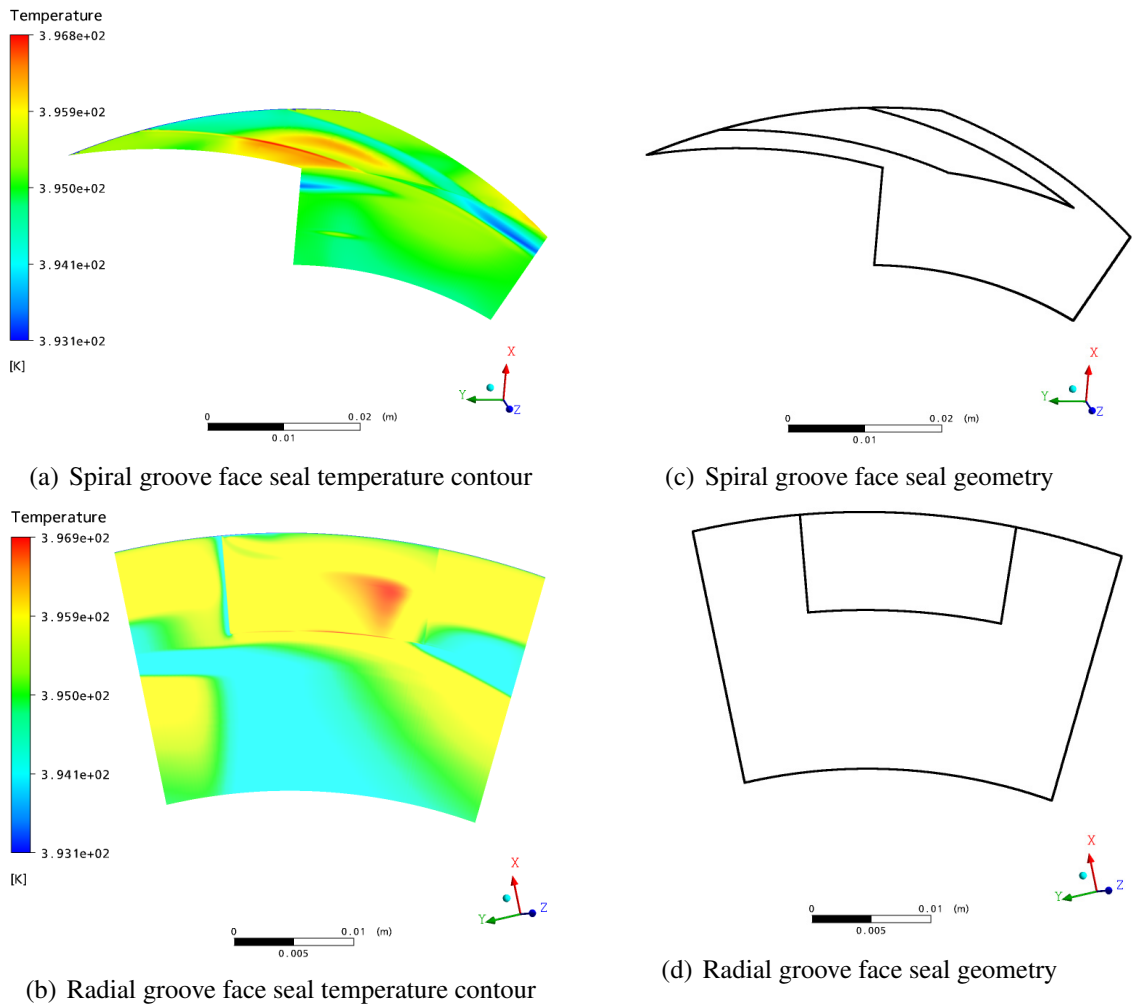 Temperature
3.968e+02
3.959e+02
3.950e+02
3.941e+02
3.931e+02
[K]
X
Y
Z
0 0.02 (m)
0.01
(a) Spiral groove face seal temperature contour
X
Y
Z
0 0.02 (m)
0.01
(c) Spiral groove face seal geometry
Temperature
3.969e+02
3.959e+02
3.950e+02
3.941e+02
3.931e+02
[K]
X
Y
Z
0 0.01 (m)
0.005
(b) Radial groove face seal temperature contour
X
Y
Z
0 0.01 (m)
0.005
(d) Radial groove face seal geometry